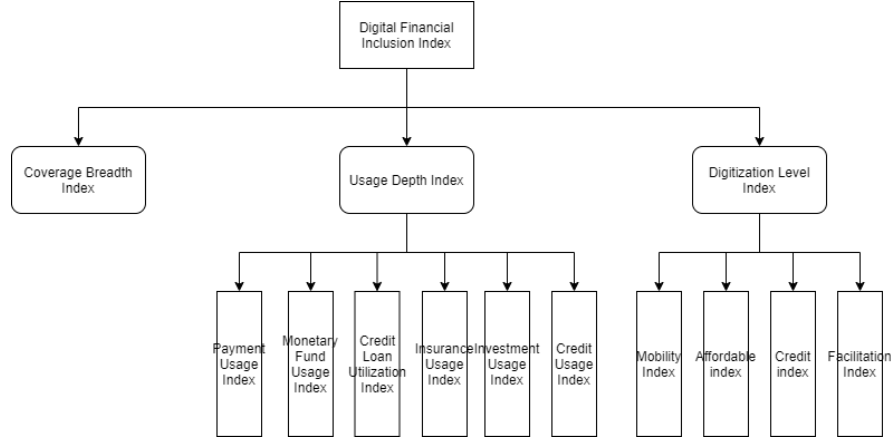 Digital Financial
Inclusion Index
Coverage Breadth
Index
Usage Depth Index
Digitization Level
Index
Payment
Usage
Index
Monetary
Fund
Usage
Index
Credit
Loan
Utilization
Index
Insurance
Usage
Index
Investment
Usage
Index
Credit
Usage
Index
Mobility
Index
Affordable
index
Credit
index
Facilitation
Index